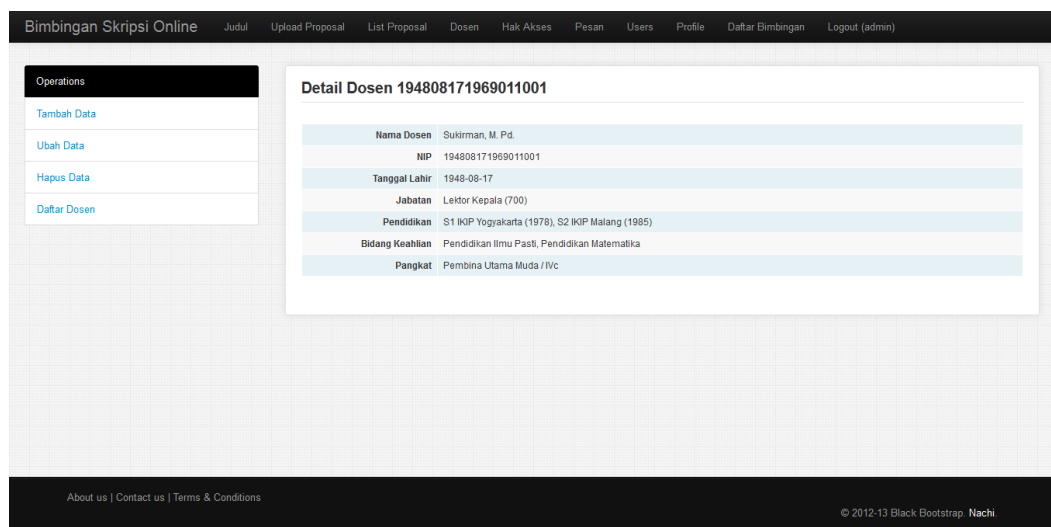 Bimbingan Skripsi Online Judul Upload Proposal List Proposal Dosen Hak Akses Pesan Users Profile Daftar Bimbingan Logout (admin)
Operations
Tambah Data
Ubah Data
Hapus Data
Daftar Dosen
Detail Dosen 194808171969011001
Nama Dosen Sukirman, M. Pd.
NIP 194808171969011001
Tanggal Lahir 1948-08-17
Jabatan Lektor Kepala (700)
Pendidikan S1 IKIP Yogyakarta (1978), S2 IKIP Malang (1985)
Bidang Keahlian Pendidikan Ilmu Pasti, Pendidikan Matematika
Pangkat Pembina Utama Muda / IVc
About us | Contact us | Terms & Conditions
© 2012-13 Black Bootstrap. Nachi.